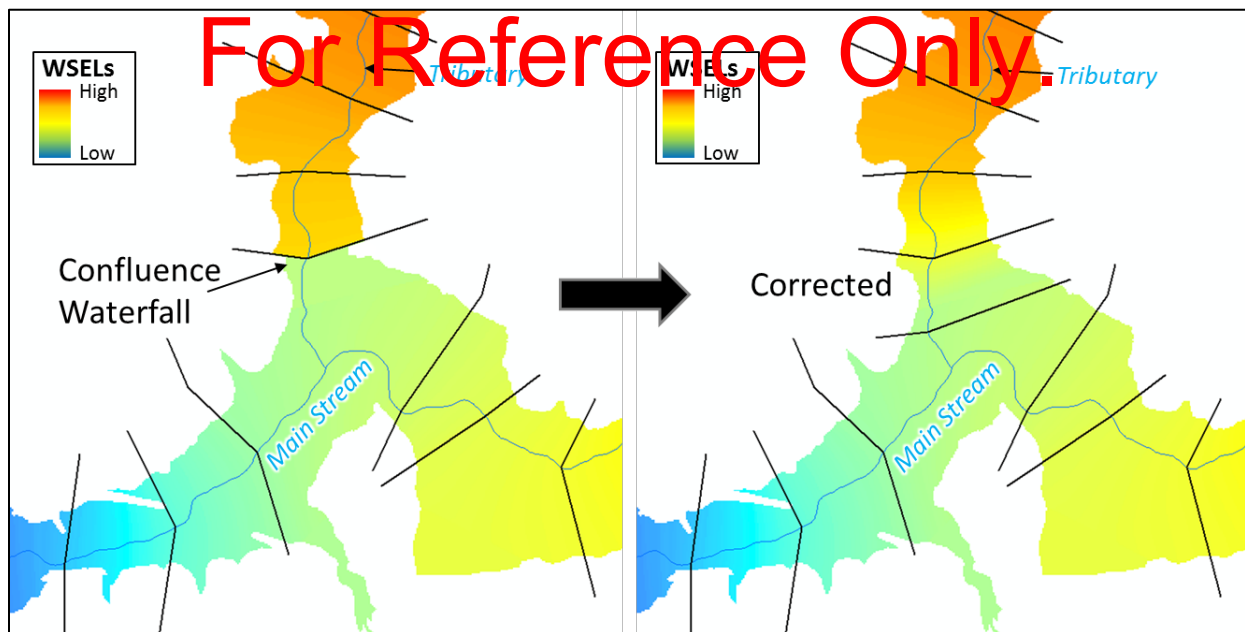 For Reference Only.
WSELs
High
Low
Tributary
Confluence
Waterfall
Main Stream
WSELs
High
Low
Tributary
Corrected
Main Stream